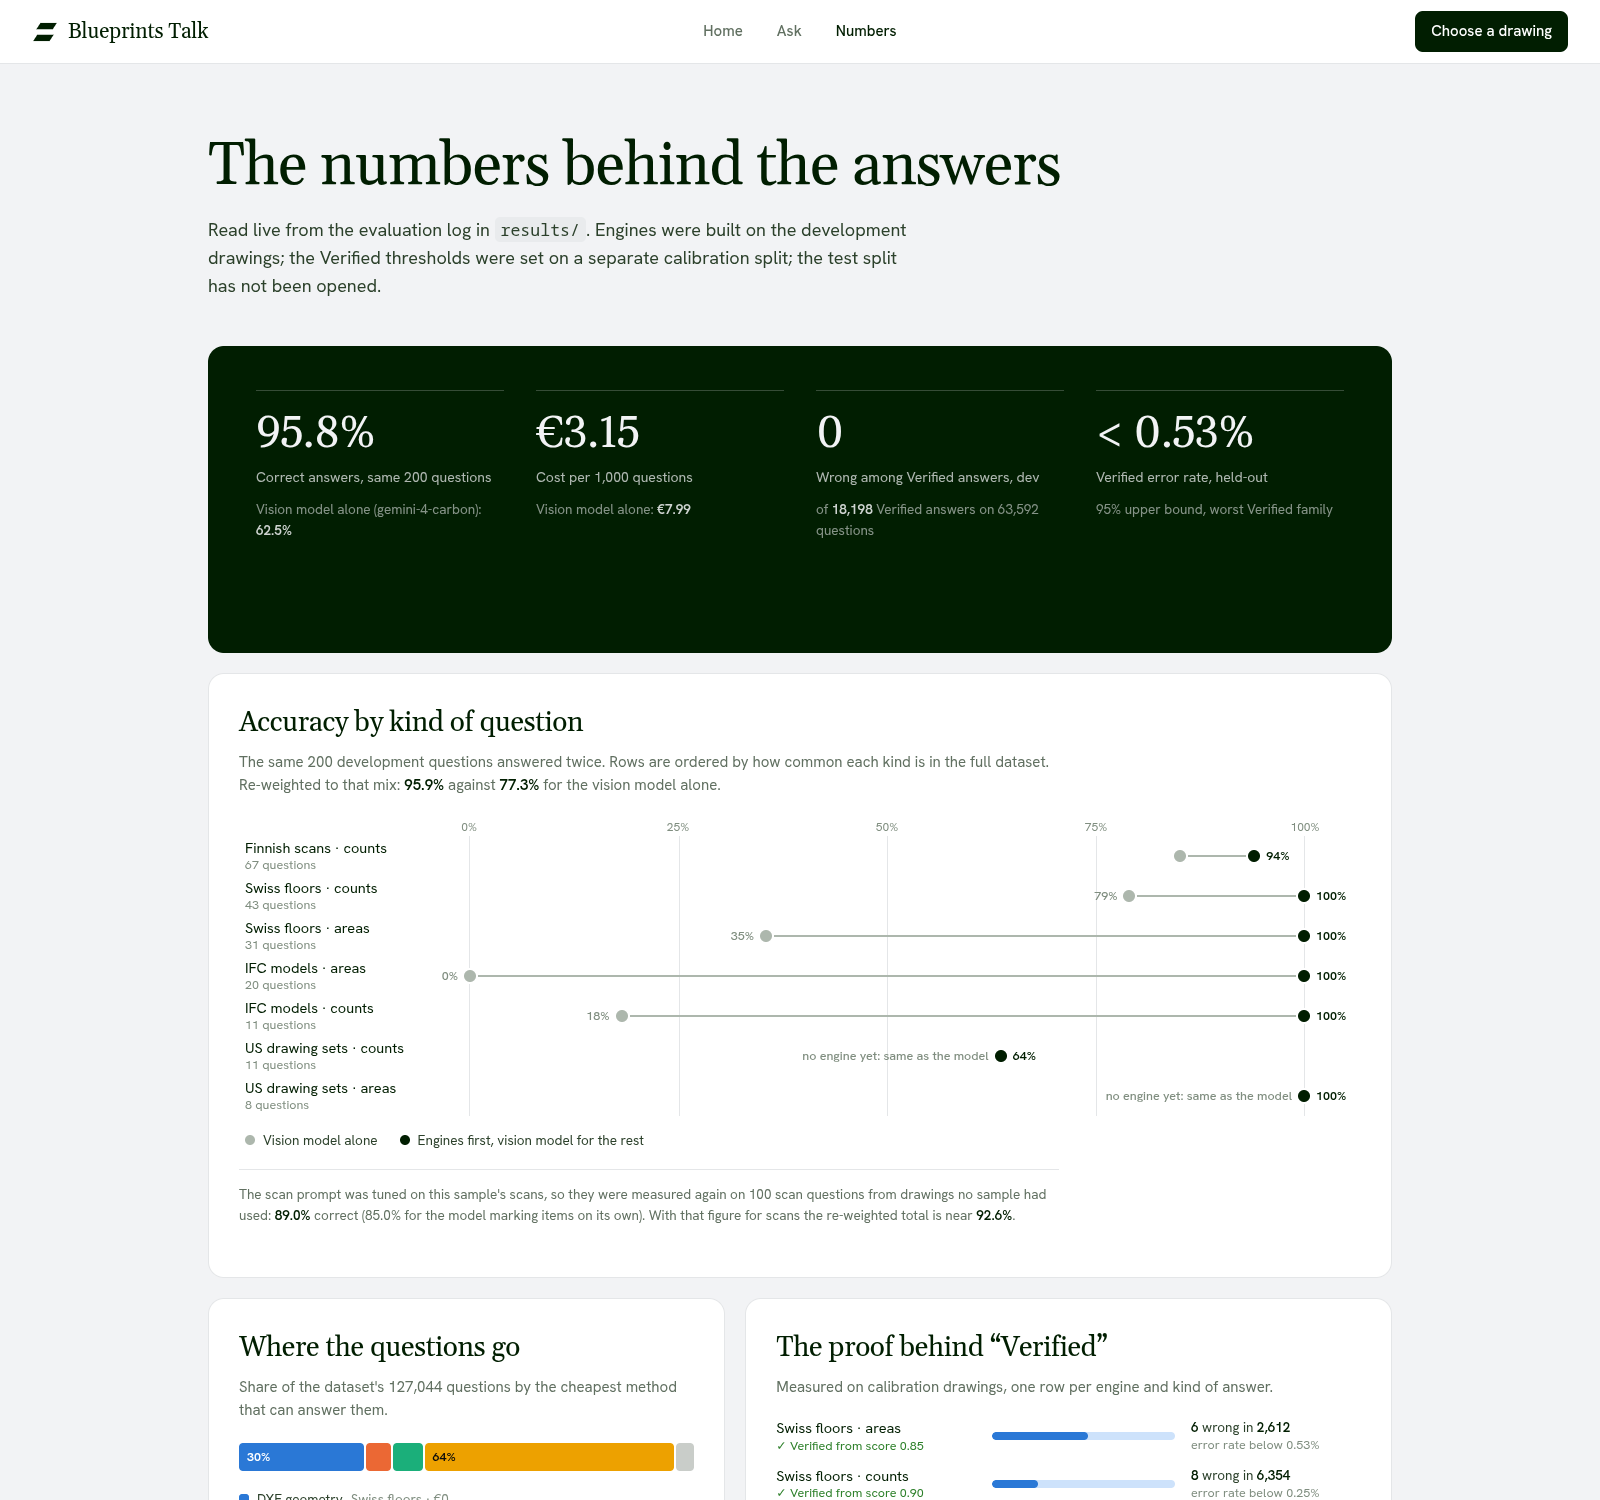 Blueprints Talk
Home
Ask
Numbers
Choose a drawing
The numbers behind the answers
Read live from the evaluation log in results/. Engines were built on the development
drawings; the Verified thresholds were set on a separate calibration split; the test split
has not been opened.
95.8%
Correct answers, same 200 questions
Vision model alone (gemini-4-carbon):
62.5%
€3.15
Cost per 1,000 questions
Vision model alone: €7.99
0
Wrong among Verified answers, dev
of 18,198 Verified answers on 63,592
questions
< 0.53%
Verified error rate, held-out
95% upper bound, worst Verified family
Accuracy by kind of question
The same 200 development questions answered twice. Rows are ordered by how common each kind is in the full dataset.
Re-weighted to that mix: 95.9% against 77.3% for the vision model alone.
0% 25% 50% 75% 100%
Finnish scans · counts
67 questions
94%
Swiss floors · counts
43 questions
79% 100%
Swiss floors · areas
31 questions
35% 100%
IFC models · areas
20 questions
0% 100%
IFC models · counts
11 questions
18% 100%
US drawing sets · counts
11 questions
no engine yet: same as the model 64%
US drawing sets · areas
8 questions
no engine yet: same as the model 100%
Vision model alone
Engines first, vision model for the rest
The scan prompt was tuned on this sample's scans, so they were measured again on 100 scan questions from drawings no sample had
used: 89.0% correct (85.0% for the model marking items on its own). With that figure for scans the re-weighted total is near 92.6%.
Where the questions go
Share of the dataset's 127,044 questions by the cheapest method
that can answer them.
30% 64%
DXF geometry Swiss floors · €0
The proof behind “Verified”
Measured on calibration drawings, one row per engine and kind of answer.
Swiss floors · areas
✓ Verified from score 0.85
6 wrong in 2,612
error rate below 0.53%
Swiss floors · counts
✓ Verified from score 0.90
8 wrong in 6,354
error rate below 0.25%